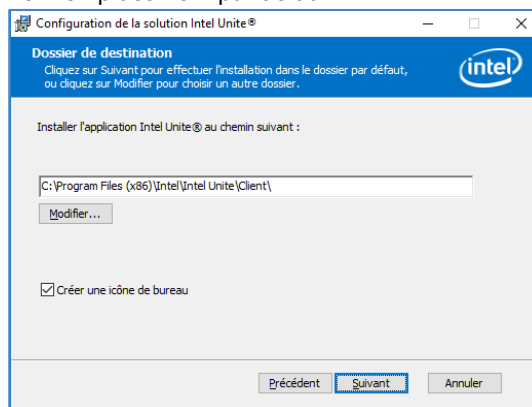 Configuration de la solution Intel Unite®
Dossier de destination
Cliquez sur Suivant pour effectuer l'installation dans le dossier par défaut,
ou cliquez sur Modifier pour choisir un autre dossier.
intel
Installer l'application Intel Unite® au chemin suivant :
C:\Program Files (x86)\Intel\Intel Unite\Client\
Modifier...
Créer une icône de bureau
Précédent Suivant Annuler